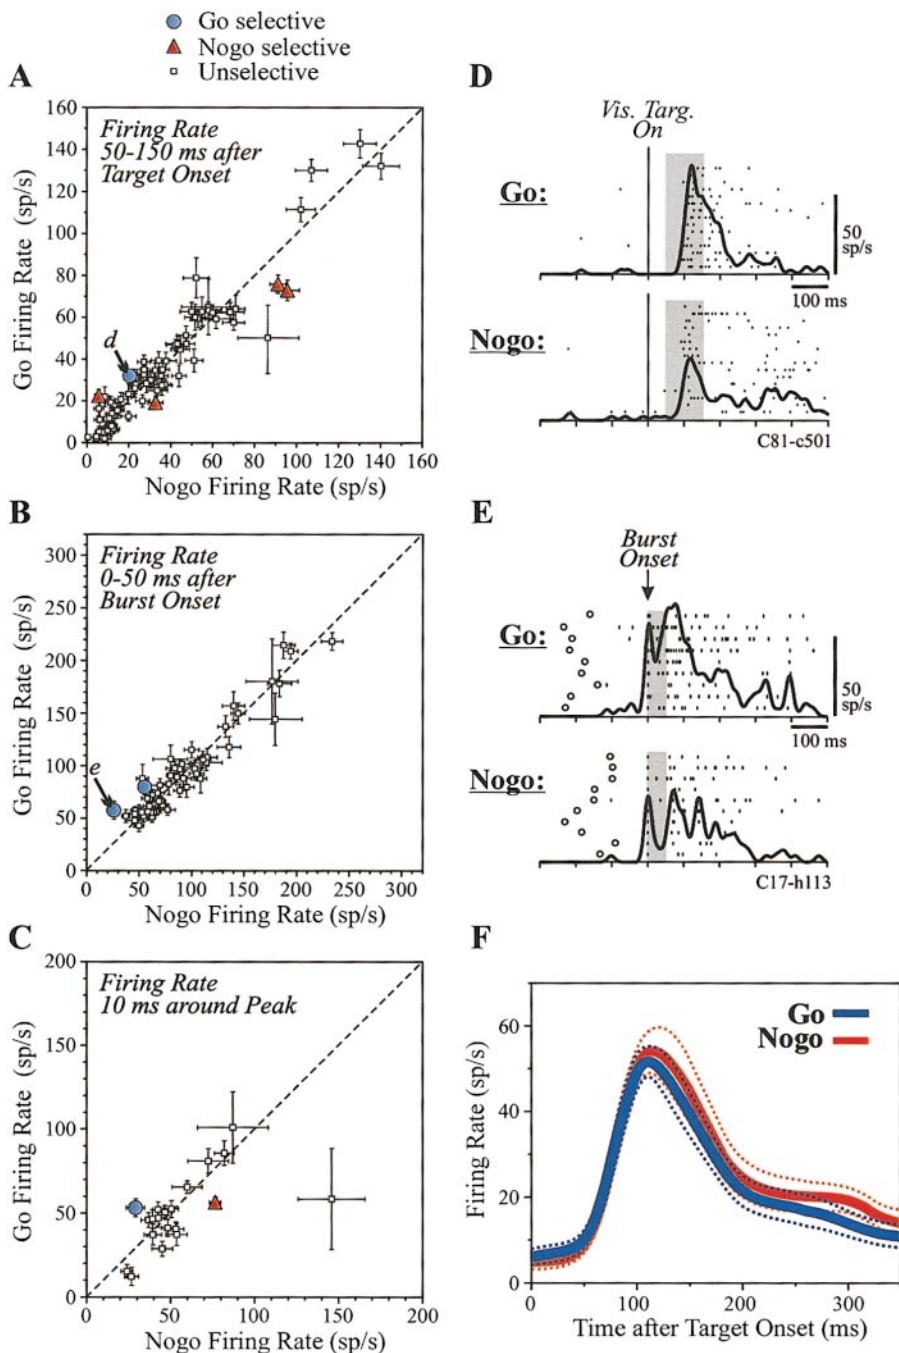 Go selective
Nogo selective
Unselective
A
Firing Rate
50-150 ms after
Target Onset
160
140
120
100
80
60
40
20
0
d
Go Firing Rate (sp/s)
0 20 40 60 80 100 120 140 160
Nogo Firing Rate (sp/s)
B
Firing Rate
0-50 ms after
Burst Onset
300
250
200
150
100
50
0
e
Go Firing Rate (sp/s)
0 50 100 150 200 250 300
Nogo Firing Rate (sp/s)
C
Firing Rate
10 ms around Peak
200
150
100
50
0
Go Firing Rate (sp/s)
0 50 100 150 200
Nogo Firing Rate (sp/s)
D
Vis. Targ.
On
Go:
50
sp/s
100 ms
Nogo:
C81-c501
E
Burst
Onset
Go:
50
sp/s
100 ms
Nogo:
C17-h113
F
Go
Nogo
60
40
20
0
Firing Rate (sp/s)
0 100 200 300
Time after Target Onset (ms)